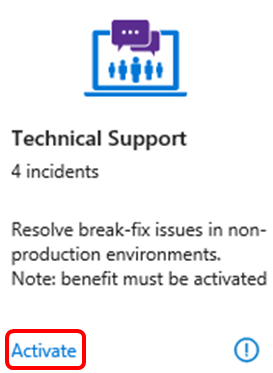 Technical Support
4 incidents
Resolve break-fix issues in non-
production environments.
Note: benefit must be activated
Activate